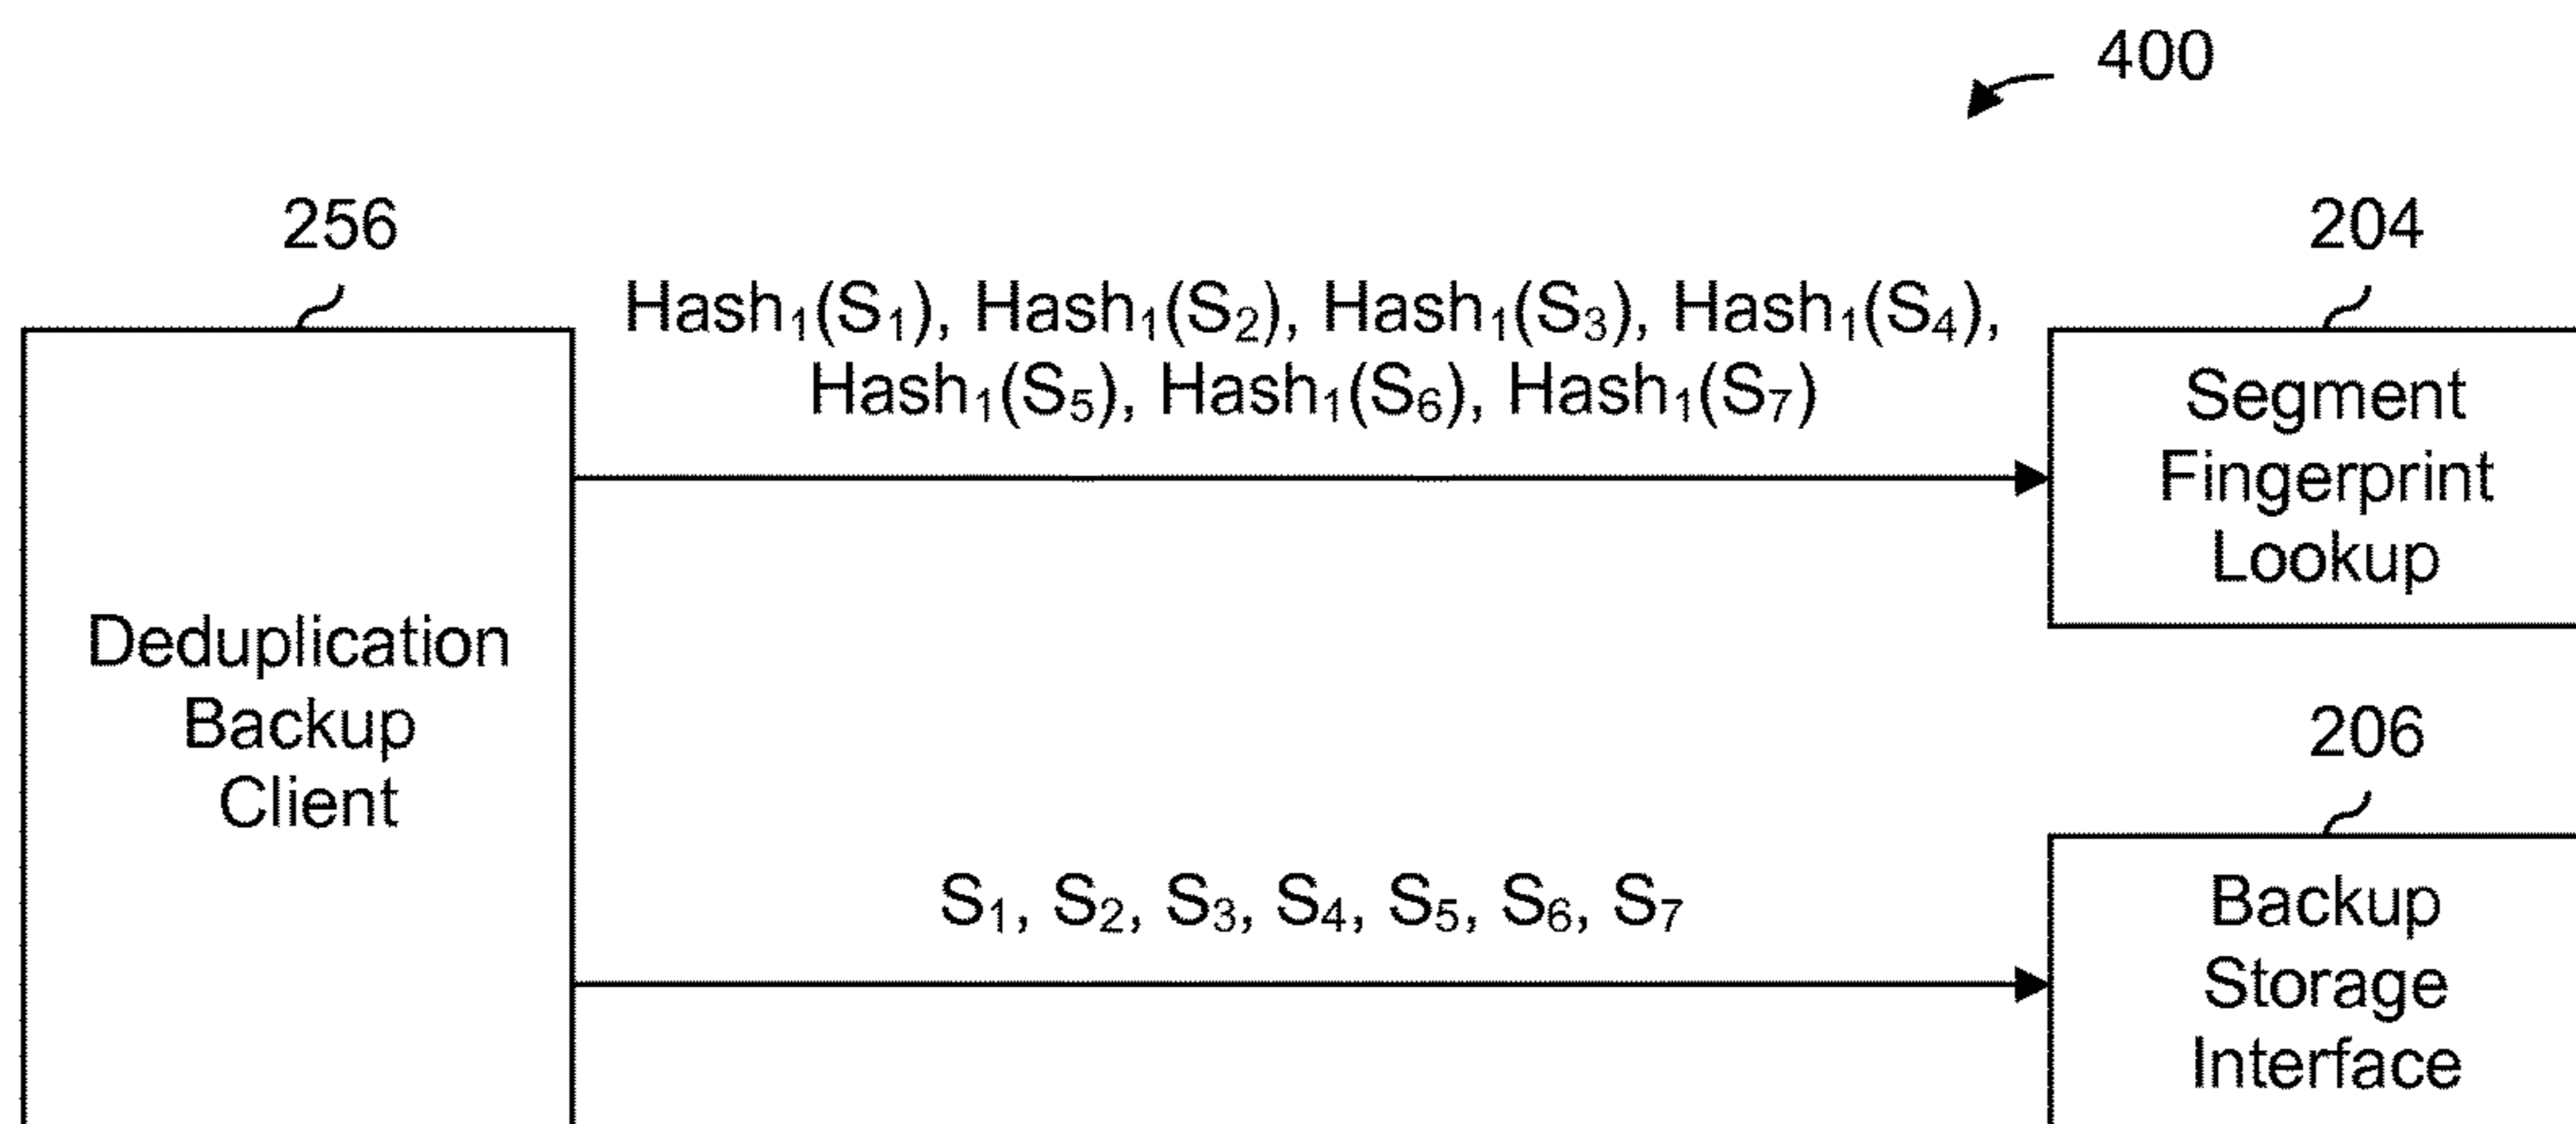 400
256
204
Hash₁(S₁), Hash₁(S₂), Hash₁(S₃), Hash₁(S₄),
Hash₁(S₅), Hash₁(S₆), Hash₁(S₇)
Segment
Fingerprint
Lookup
Deduplication
Backup
Client
206
S₁, S₂, S₃, S₄, S₅, S₆, S₇
Backup
Storage
Interface